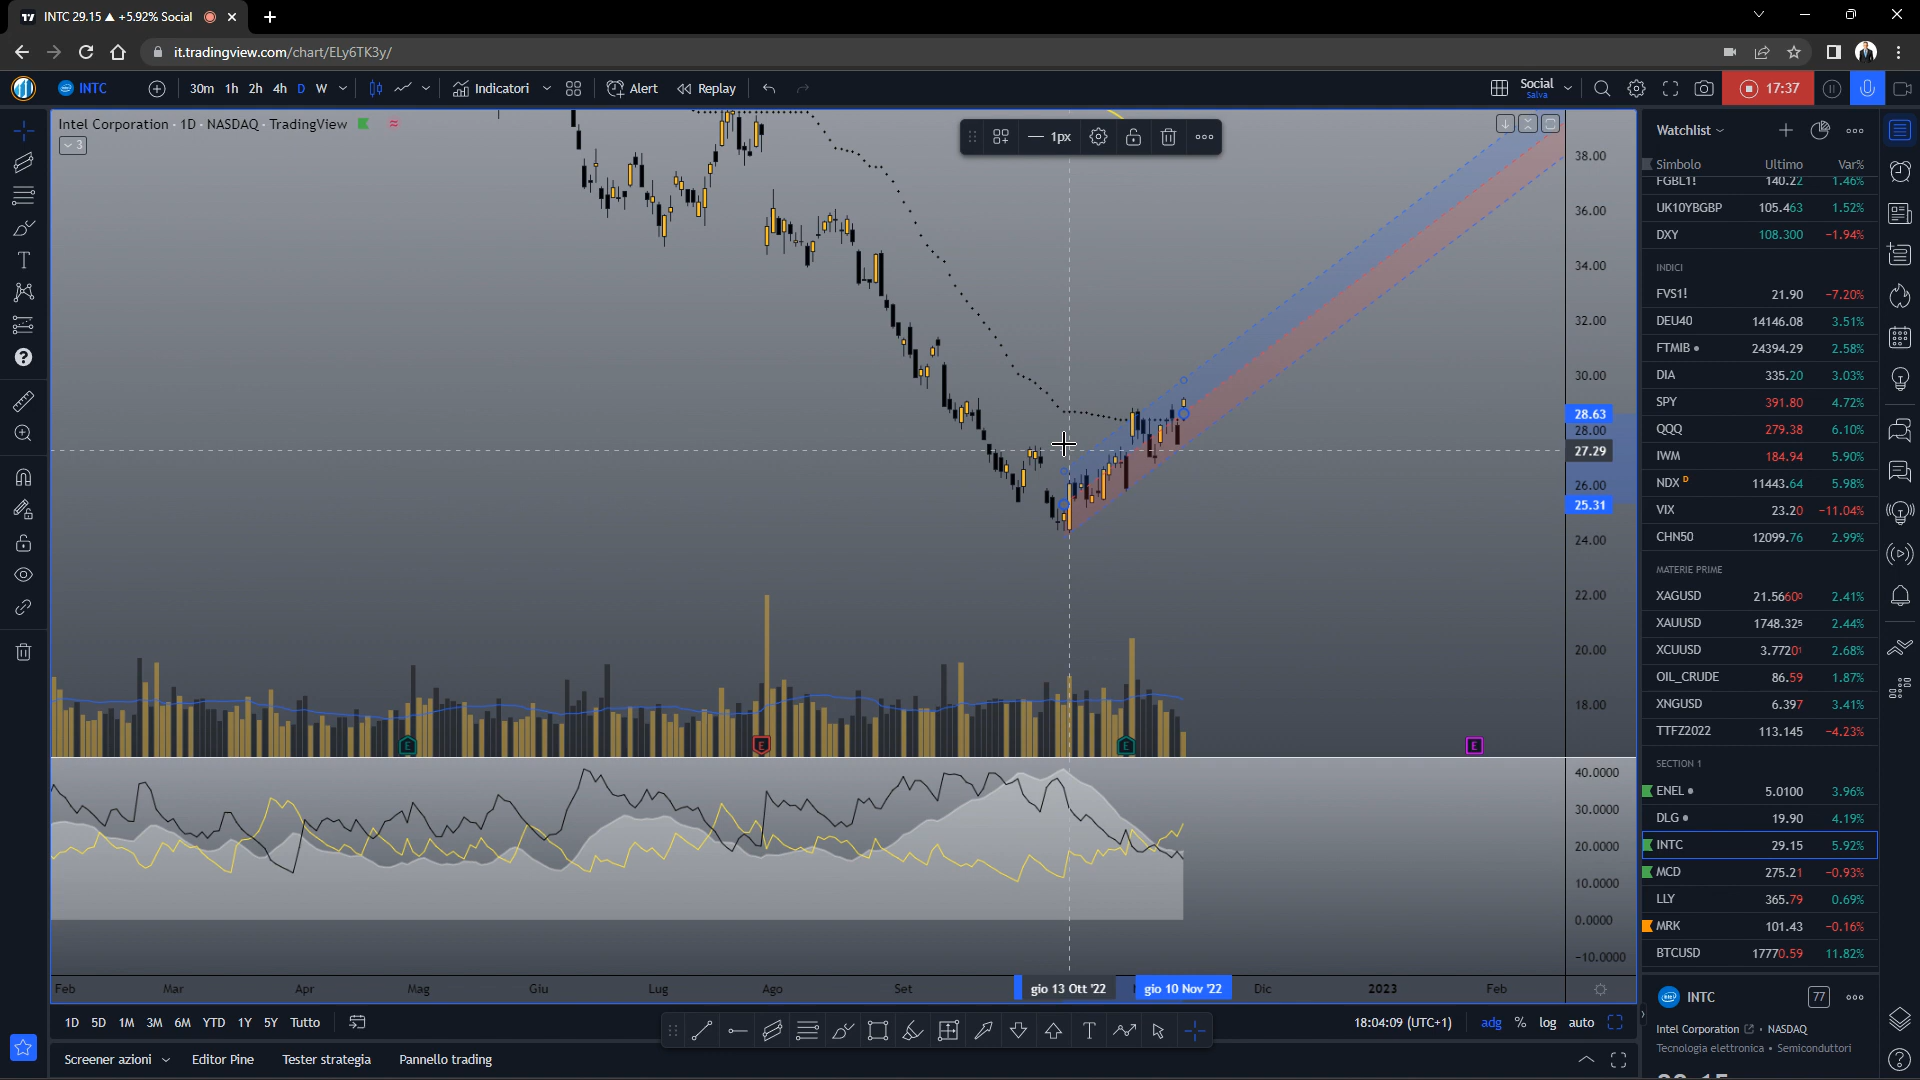 INTC 29.15 ▲ +5.92% Social
it.tradingview.com/chart/ELy6TK3y/
INTC
30m 1h 2h 4h D W
Indicatori
Alert
Replay
Social
Salva
17:37
Intel Corporation · 1D · NASDAQ · TradingView
3
1px
38.00
36.00
34.00
32.00
30.00
28.63
28.00
27.29
26.00
25.31
24.00
22.00
20.00
18.00
E E E E
40.0000
30.0000
20.0000
10.0000
0.0000
-10.0000
Feb Mar Apr Mag Giu Lug Ago Set gio 13 Ott '22 gio 10 Nov '22 Dic 2023 Feb
1D 5D 1M 3M 6M YTD 1Y 5Y Tutto
18:04:09 (UTC+1) adg % log auto
Screener azioni Editor Pine Tester strategia Pannello trading
Watchlist
Simbolo Ultimo Var%
FGBL1! 140.22 1.46%
UK10YBGBP 105.463 1.52%
DXY 108.300 −1.94%
INDICI
FVS1! 21.90 −7.20%
DEU40 14146.08 3.51%
FTMIB 24394.29 2.58%
DIA 335.20 3.03%
SPY 391.80 4.72%
QQQ 279.38 6.10%
IWM 184.94 5.90%
NDX D 11443.64 5.98%
VIX 23.20 −11.04%
CHN50 12099.76 2.99%
MATERIE PRIME
XAGUSD 21.5660⁰ 2.41%
XAUUSD 1748.32⁵ 2.44%
XCUUSD 3.7720¹ 2.68%
OIL_CRUDE 86.59 1.87%
XNGUSD 6.397 3.41%
TTFZ2022 113.145 −4.23%
SECTION 1
ENEL 5.0100 3.96%
DLG 19.90 4.19%
INTC 29.15 5.92%
MCD 275.21 −0.93%
LLY 365.79 0.69%
MRK 101.43 −0.16%
BTCUSD 17770.59 11.82%
INTC
77
Intel Corporation • NASDAQ
Tecnologia elettronica • Semiconduttori